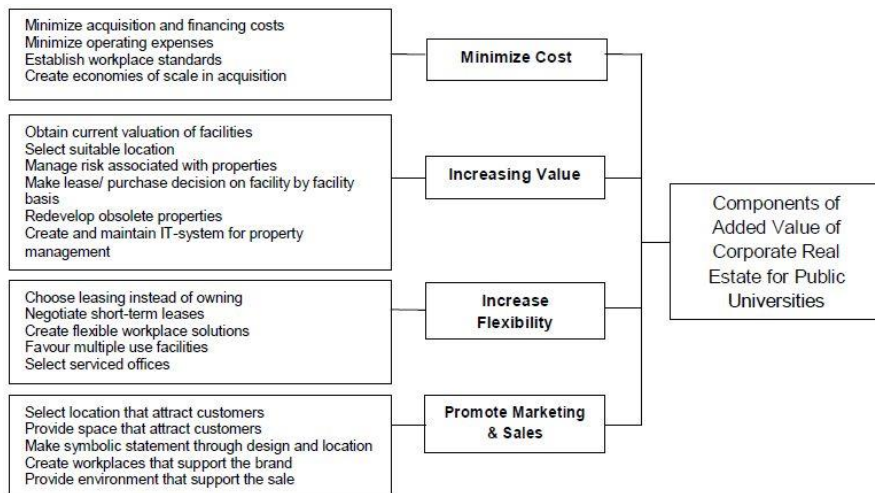 Minimize acquisition and financing costs
Minimize operating expenses
Establish workplace standards
Create economies of scale in acquisition
Minimize Cost
Obtain current valuation of facilities
Select suitable location
Manage risk associated with properties
Make lease/ purchase decision on facility by facility
basis
Redevelop obsolete properties
Create and maintain IT-system for property
management
Increasing Value
Components of
Added Value of
Corporate Real
Estate for Public
Universities
Choose leasing instead of owning
Negotiate short-term leases
Create flexible workplace solutions
Favour multiple use facilities
Select serviced offices
Increase
Flexibility
Select location that attract customers
Provide space that attract customers
Make symbolic statement through design and location
Create workplaces that support the brand
Provide environment that support the sale
Promote Marketing
& Sales